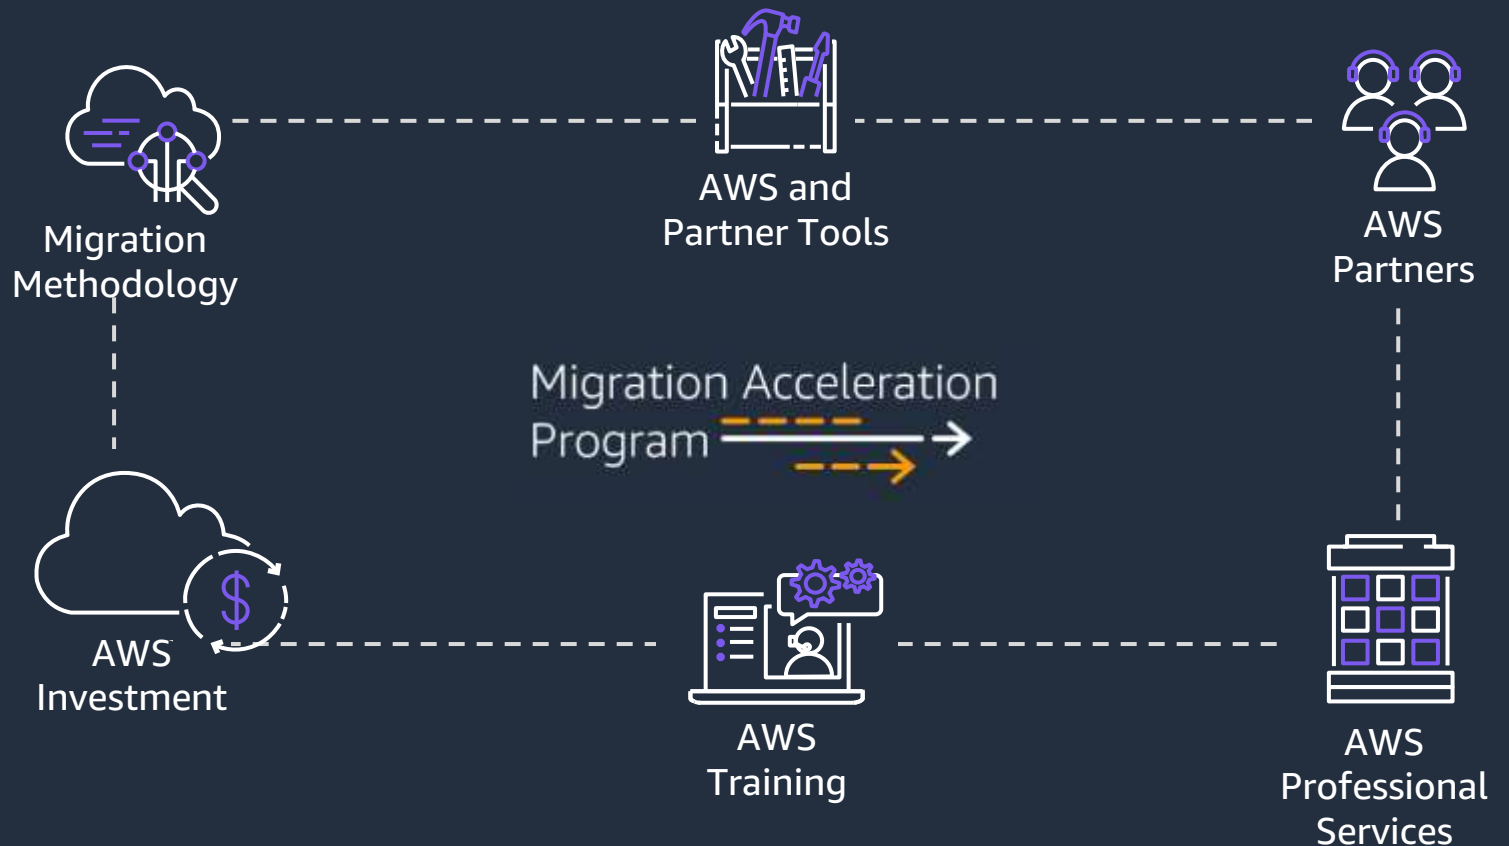 AWS and
Partner Tools
Migration
Methodology
AWS
Partners
Migration Acceleration
Program
$
AWS
Investment
AWS
Training
AWS
Professional
Services